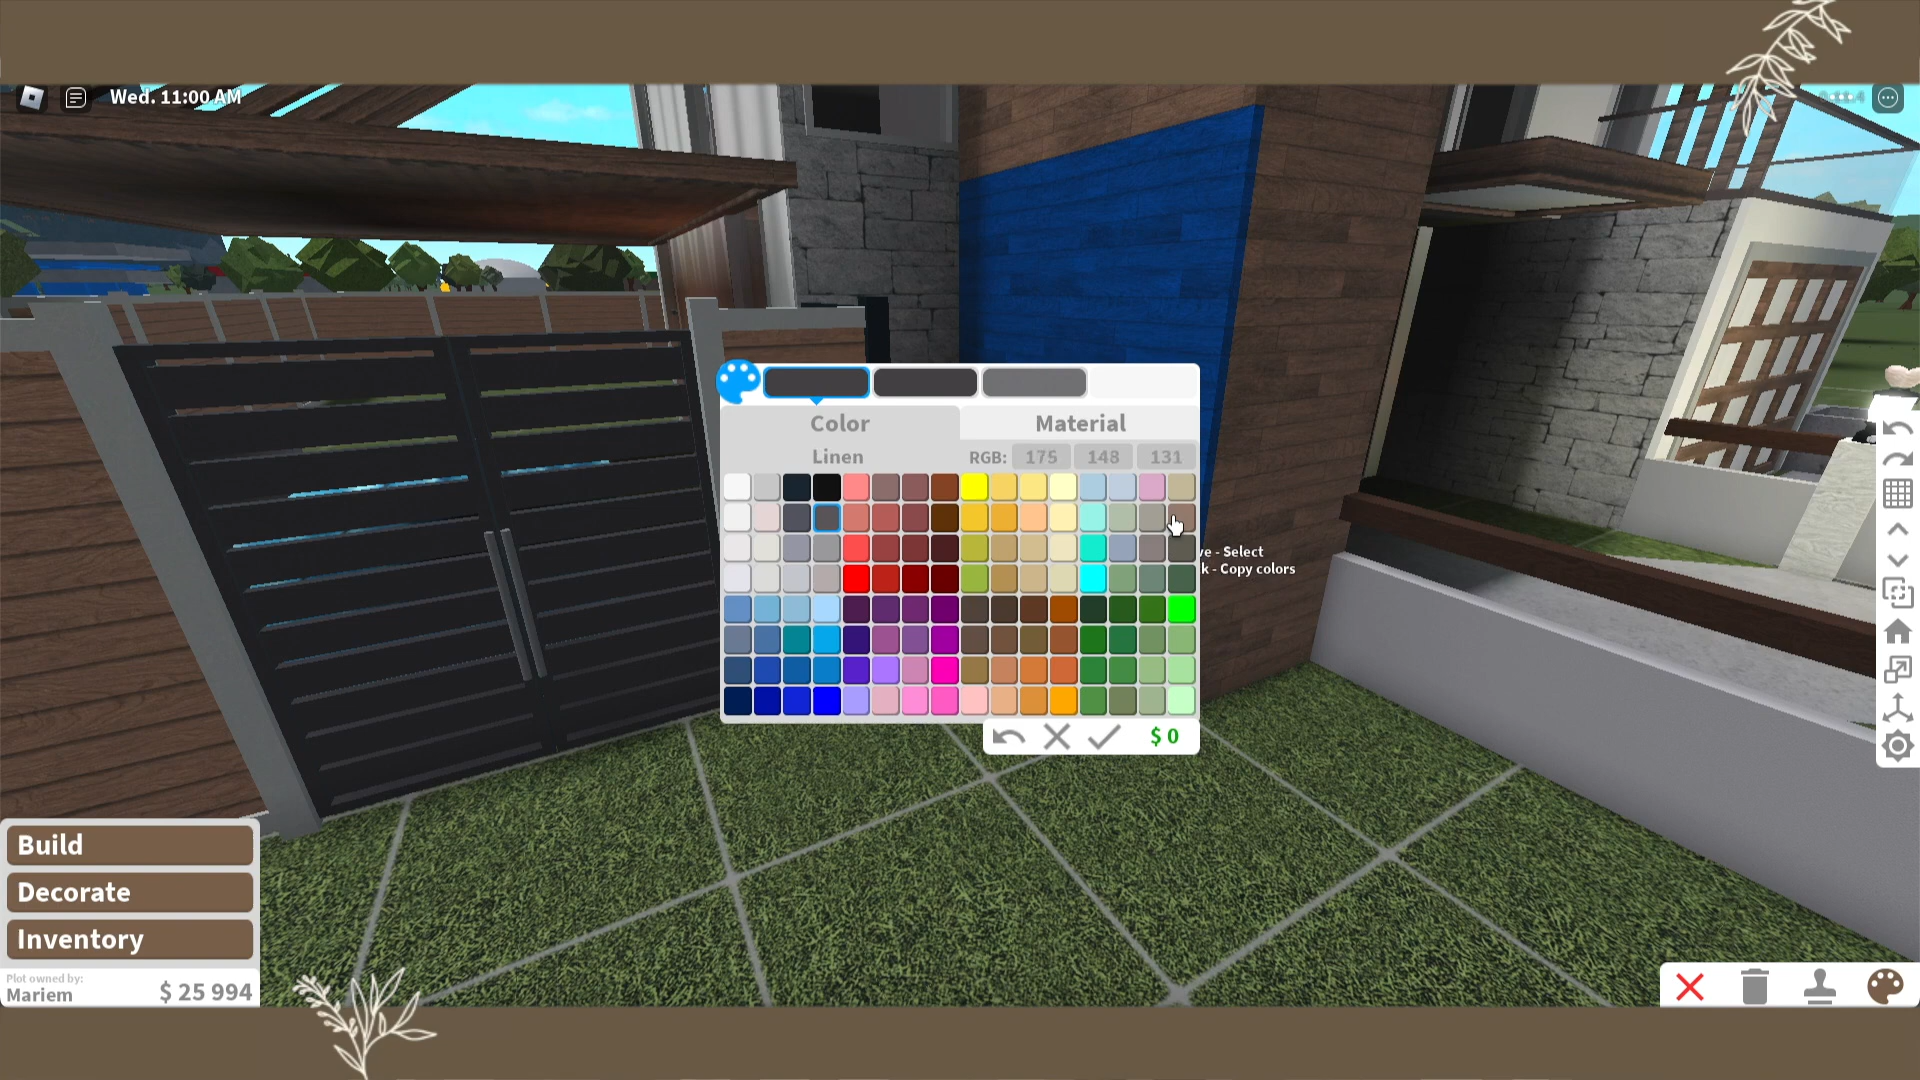 Wed. 11:00 AM
Color
Material
Linen
RGB: 175 148 131
- Select
- Copy colors
$ 0
Build
Decorate
Inventory
Plot owned by:
Mariem
$ 25 994